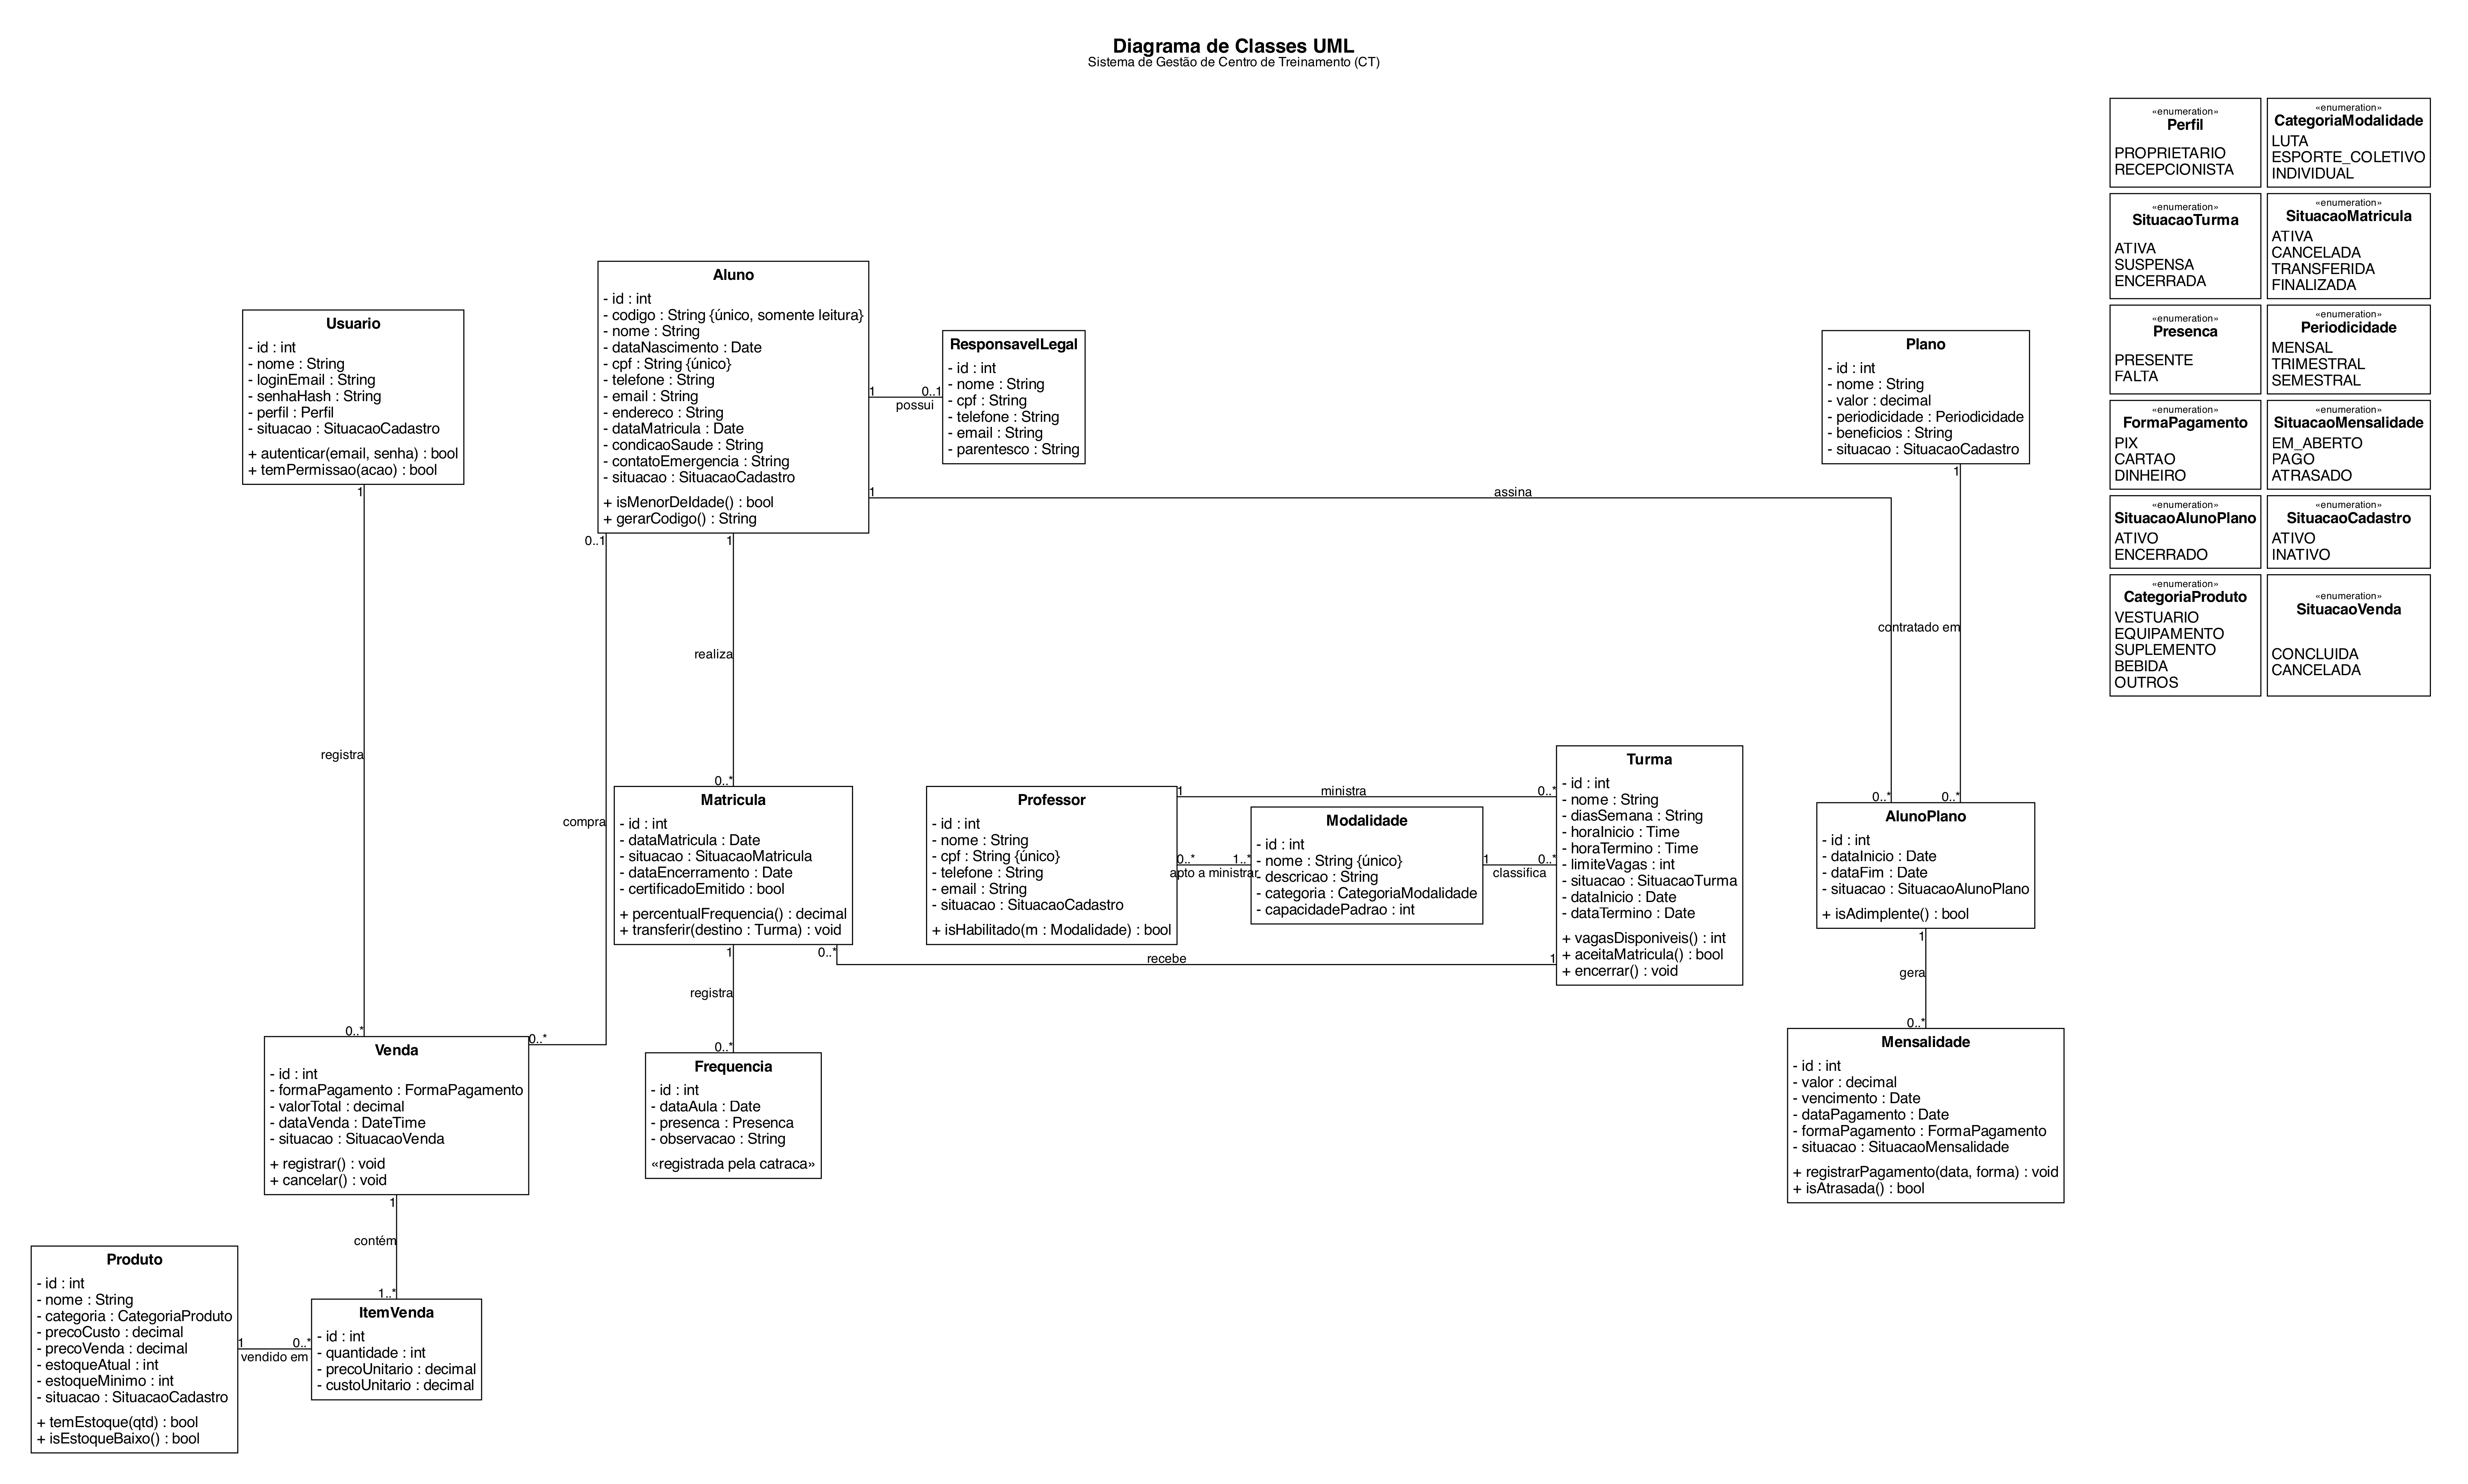 Diagrama de Classes UML
Sistema de Gestão de Centro de Treinamento (CT)
«enumeration»
Perfil
PROPRIETARIO
RECEPCIONISTA
«enumeration»
CategoriaModalidade
LUTA
ESPORTE_COLETIVO
INDIVIDUAL
«enumeration»
SituacaoTurma
ATIVA
SUSPENSA
ENCERRADA
«enumeration»
SituacaoMatricula
ATIVA
CANCELADA
TRANSFERIDA
FINALIZADA
«enumeration»
Presenca
PRESENTE
FALTA
«enumeration»
Periodicidade
MENSAL
TRIMESTRAL
SEMESTRAL
«enumeration»
FormaPagamento
PIX
CARTAO
DINHEIRO
«enumeration»
SituacaoMensalidade
EM_ABERTO
PAGO
ATRASADO
«enumeration»
SituacaoAlunoPlano
ATIVO
ENCERRADO
«enumeration»
SituacaoCadastro
ATIVO
INATIVO
«enumeration»
CategoriaProduto
VESTUARIO
EQUIPAMENTO
SUPLEMENTO
BEBIDA
OUTROS
«enumeration»
SituacaoVenda
CONCLUIDA
CANCELADA
Usuario
- id : int
- nome : String
- loginEmail : String
- senhaHash : String
- perfil : Perfil
- situacao : SituacaoCadastro
+ autenticar(email, senha) : bool
+ temPermissao(acao) : bool
Aluno
- id : int
- codigo : String {único, somente leitura}
- nome : String
- dataNascimento : Date
- cpf : String {único}
- telefone : String
- email : String
- endereco : String
- dataMatricula : Date
- condicaoSaude : String
- contatoEmergencia : String
- situacao : SituacaoCadastro
+ isMenorDeIdade() : bool
+ gerarCodigo() : String
1
0..1
possui
ResponsavelLegal
- id : int
- nome : String
- cpf : String
- telefone : String
- email : String
- parentesco : String
Plano
- id : int
- nome : String
- valor : decimal
- periodicidade : Periodicidade
- beneficios : String
- situacao : SituacaoCadastro
1
1
assina
1
0..1
1
contratado em
realiza
registra
compra
0..*
0..*
0..*
Matricula
- id : int
- dataMatricula : Date
- situacao : SituacaoMatricula
- dataEncerramento : Date
- certificadoEmitido : bool
+ percentualFrequencia() : decimal
+ transferir(destino : Turma) : void
Professor
- id : int
- nome : String
- cpf : String {único}
- telefone : String
- email : String
- situacao : SituacaoCadastro
+ isHabilitado(m : Modalidade) : bool
1
ministra
0..*
0..*
1..*
apto a ministrar
Modalidade
- id : int
- nome : String {único}
- descricao : String
- categoria : CategoriaModalidade
- capacidadePadrao : int
1
0..*
classifica
Turma
- id : int
- nome : String
- diasSemana : String
- horaInicio : Time
- horaTermino : Time
- limiteVagas : int
- situacao : SituacaoTurma
- dataInicio : Date
- dataTermino : Date
+ vagasDisponiveis() : int
+ aceitaMatricula() : bool
+ encerrar() : void
AlunoPlano
- id : int
- dataInicio : Date
- dataFim : Date
- situacao : SituacaoAlunoPlano
+ isAdimplente() : bool
1
0..*
recebe
1
1
gera
registra
0..*
0..*
0..*
0..*
Venda
- id : int
- formaPagamento : FormaPagamento
- valorTotal : decimal
- dataVenda : DateTime
- situacao : SituacaoVenda
+ registrar() : void
+ cancelar() : void
Frequencia
- id : int
- dataAula : Date
- presenca : Presenca
- observacao : String
«registrada pela catraca»
Mensalidade
- id : int
- valor : decimal
- vencimento : Date
- dataPagamento : Date
- formaPagamento : FormaPagamento
- situacao : SituacaoMensalidade
+ registrarPagamento(data, forma) : void
+ isAtrasada() : bool
1
contém
1..*
Produto
- id : int
- nome : String
- categoria : CategoriaProduto
- precoCusto : decimal
- precoVenda : decimal
- estoqueAtual : int
- estoqueMinimo : int
- situacao : SituacaoCadastro
+ temEstoque(qtd) : bool
+ isEstoqueBaixo() : bool
1
0..*
vendido em
ItemVenda
- id : int
- quantidade : int
- precoUnitario : decimal
- custoUnitario : decimal